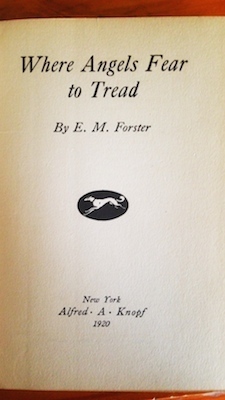 Where Angels Fear
to Tread
By E. M. Forster
New York
Alfred · A · Knopf
1920